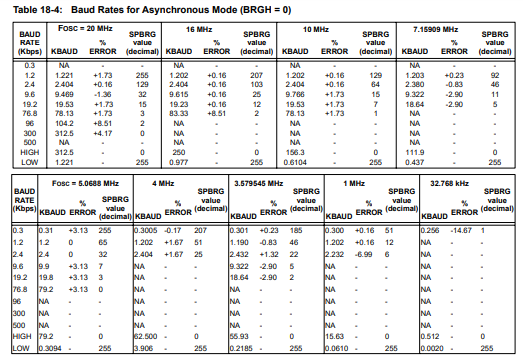 Table 18-4: Baud Rates for Asynchronous Mode (BRGH = 0)
BAUD RATE (Kbps) FOSC = 20 MHz SPBRG value (decimal) 16 MHz SPBRG value (decimal) 10 MHz SPBRG value (decimal) 7.15909 MHz SPBRG value (decimal)
KBAUD % ERROR KBAUD % ERROR KBAUD % ERROR KBAUD % ERROR
0.3 NA - - NA - - NA - - NA - -
1.2 1.221 +1.73 255 1.202 +0.16 207 1.202 +0.16 129 1.203 +0.23 92
2.4 2.404 +0.16 129 2.404 +0.16 103 2.404 +0.16 64 2.380 -0.83 46
9.6 9.469 -1.36 32 9.615 +0.16 25 9.766 +1.73 15 9.322 -2.90 11
19.2 19.53 +1.73 15 19.23 +0.16 12 19.53 +1.73 7 18.64 -2.90 5
76.8 78.13 +1.73 3 83.33 +8.51 2 78.13 +1.73 1 NA - -
96 104.2 +8.51 2 NA - - NA - - NA - -
300 312.5 +4.17 0 NA - - NA - - NA - -
500 NA - - NA - - NA - - NA - -
HIGH 312.5 - 0 250 - 0 156.3 - 0 111.9 - 0
LOW 1.221 - 255 0.977 - 255 0.6104 - 255 0.437 - 255
BAUD RATE (Kbps) FOSC = 5.0688 MHz SPBRG value (decimal) 4 MHz SPBRG value (decimal) 3.579545 MHz SPBRG value (decimal) 1 MHz SPBRG value (decimal) 32.768 kHz SPBRG value (decimal)
KBAUD % ERROR KBAUD % ERROR KBAUD % ERROR KBAUD % ERROR KBAUD % ERROR
0.3 0.31 +3.13 255 0.3005 -0.17 207 0.301 +0.23 185 0.300 +0.16 51 0.256 -14.67 1
1.2 1.2 0 65 1.202 +1.67 51 1.190 -0.83 46 1.202 +0.16 12 NA - -
2.4 2.4 0 32 2.404 +1.67 25 2.432 +1.32 22 2.232 -6.99 6 NA - -
9.6 9.9 +3.13 7 NA - - 9.322 -2.90 5 NA - - NA - -
19.2 19.8 +3.13 3 NA - - 18.64 -2.90 2 NA - - NA - -
76.8 79.2 +3.13 0 NA - - NA - - NA - - NA - -
96 NA - - NA - - NA - - NA - - NA - -
300 NA - - NA - - NA - - NA - - NA - -
500 NA - - NA - - NA - - NA - - NA - -
HIGH 79.2 - 0 62.500 - 0 55.93 - 0 15.63 - 0 0.512 - 0
LOW 0.3094 - 255 3.906 - 255 0.2185 - 255 0.0610 - 255 0.0020 - 255